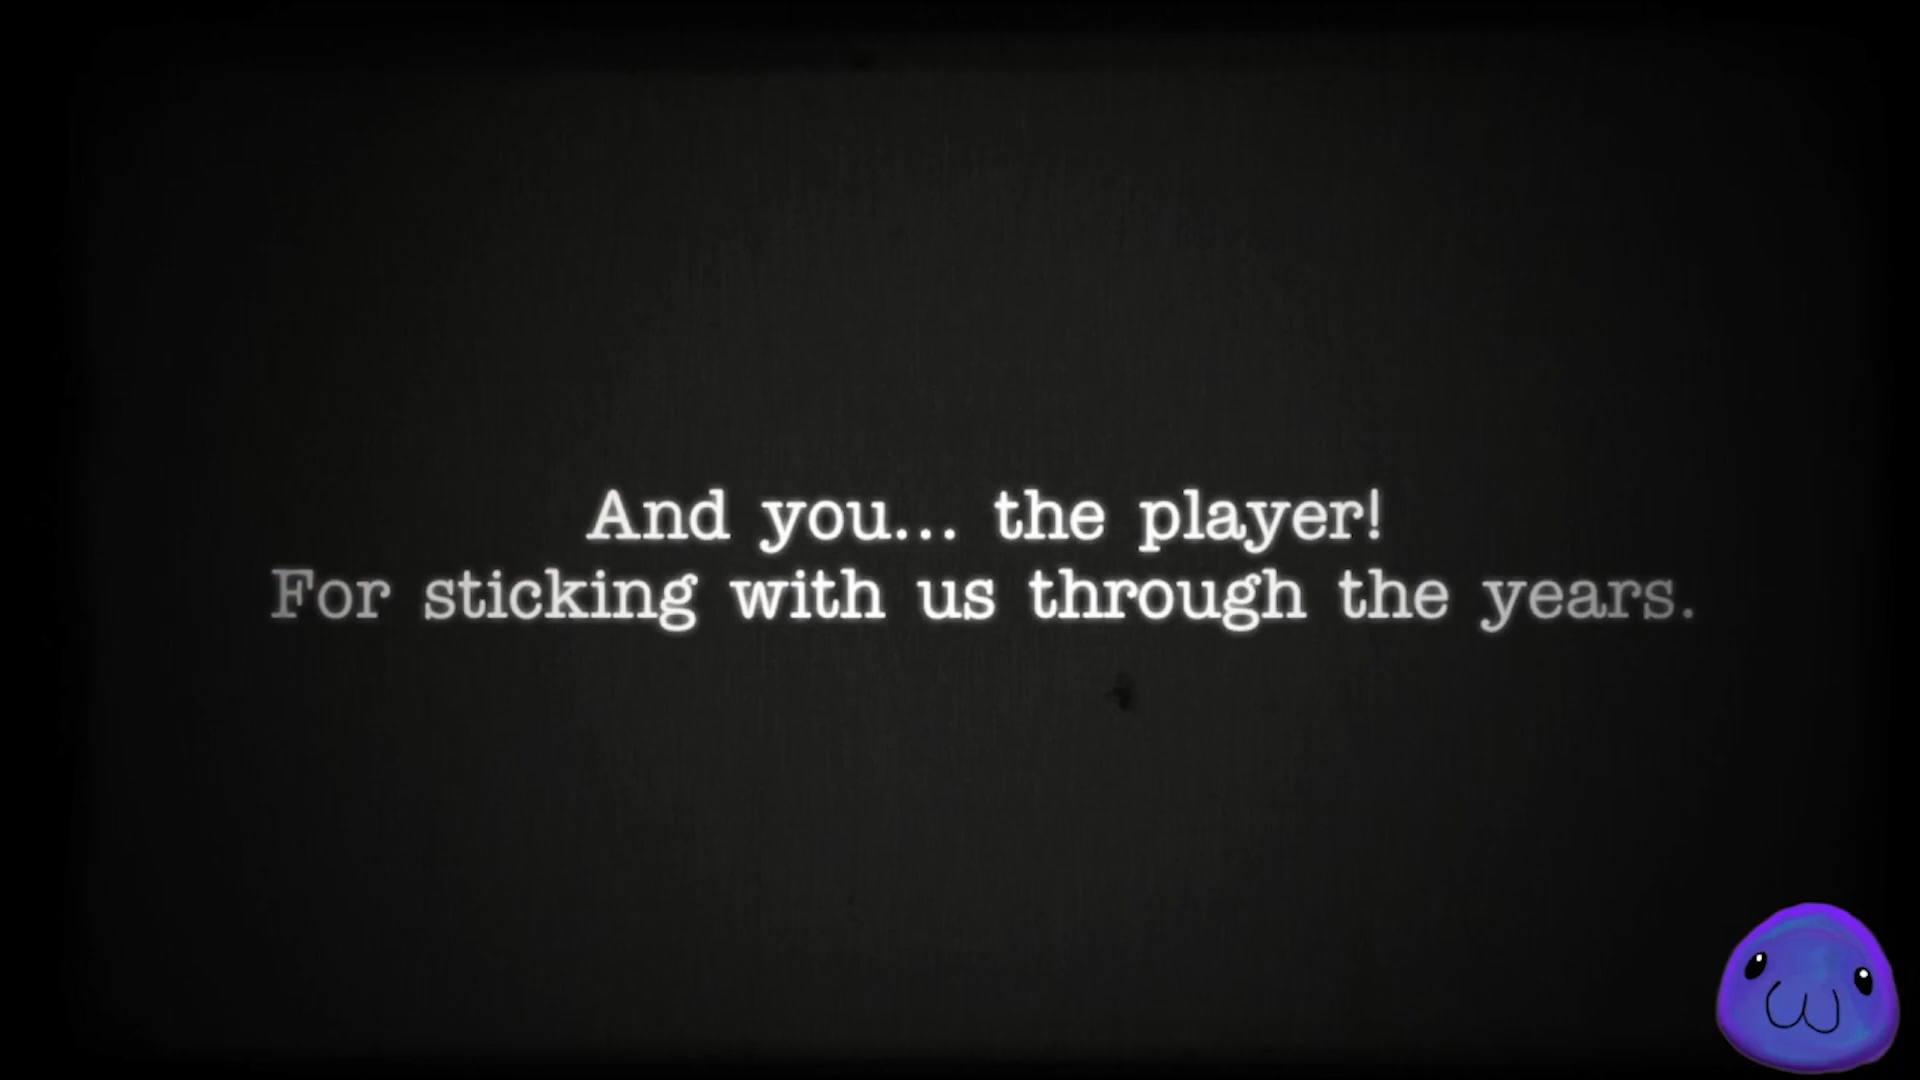 And you... the player!
For sticking with us through the years.